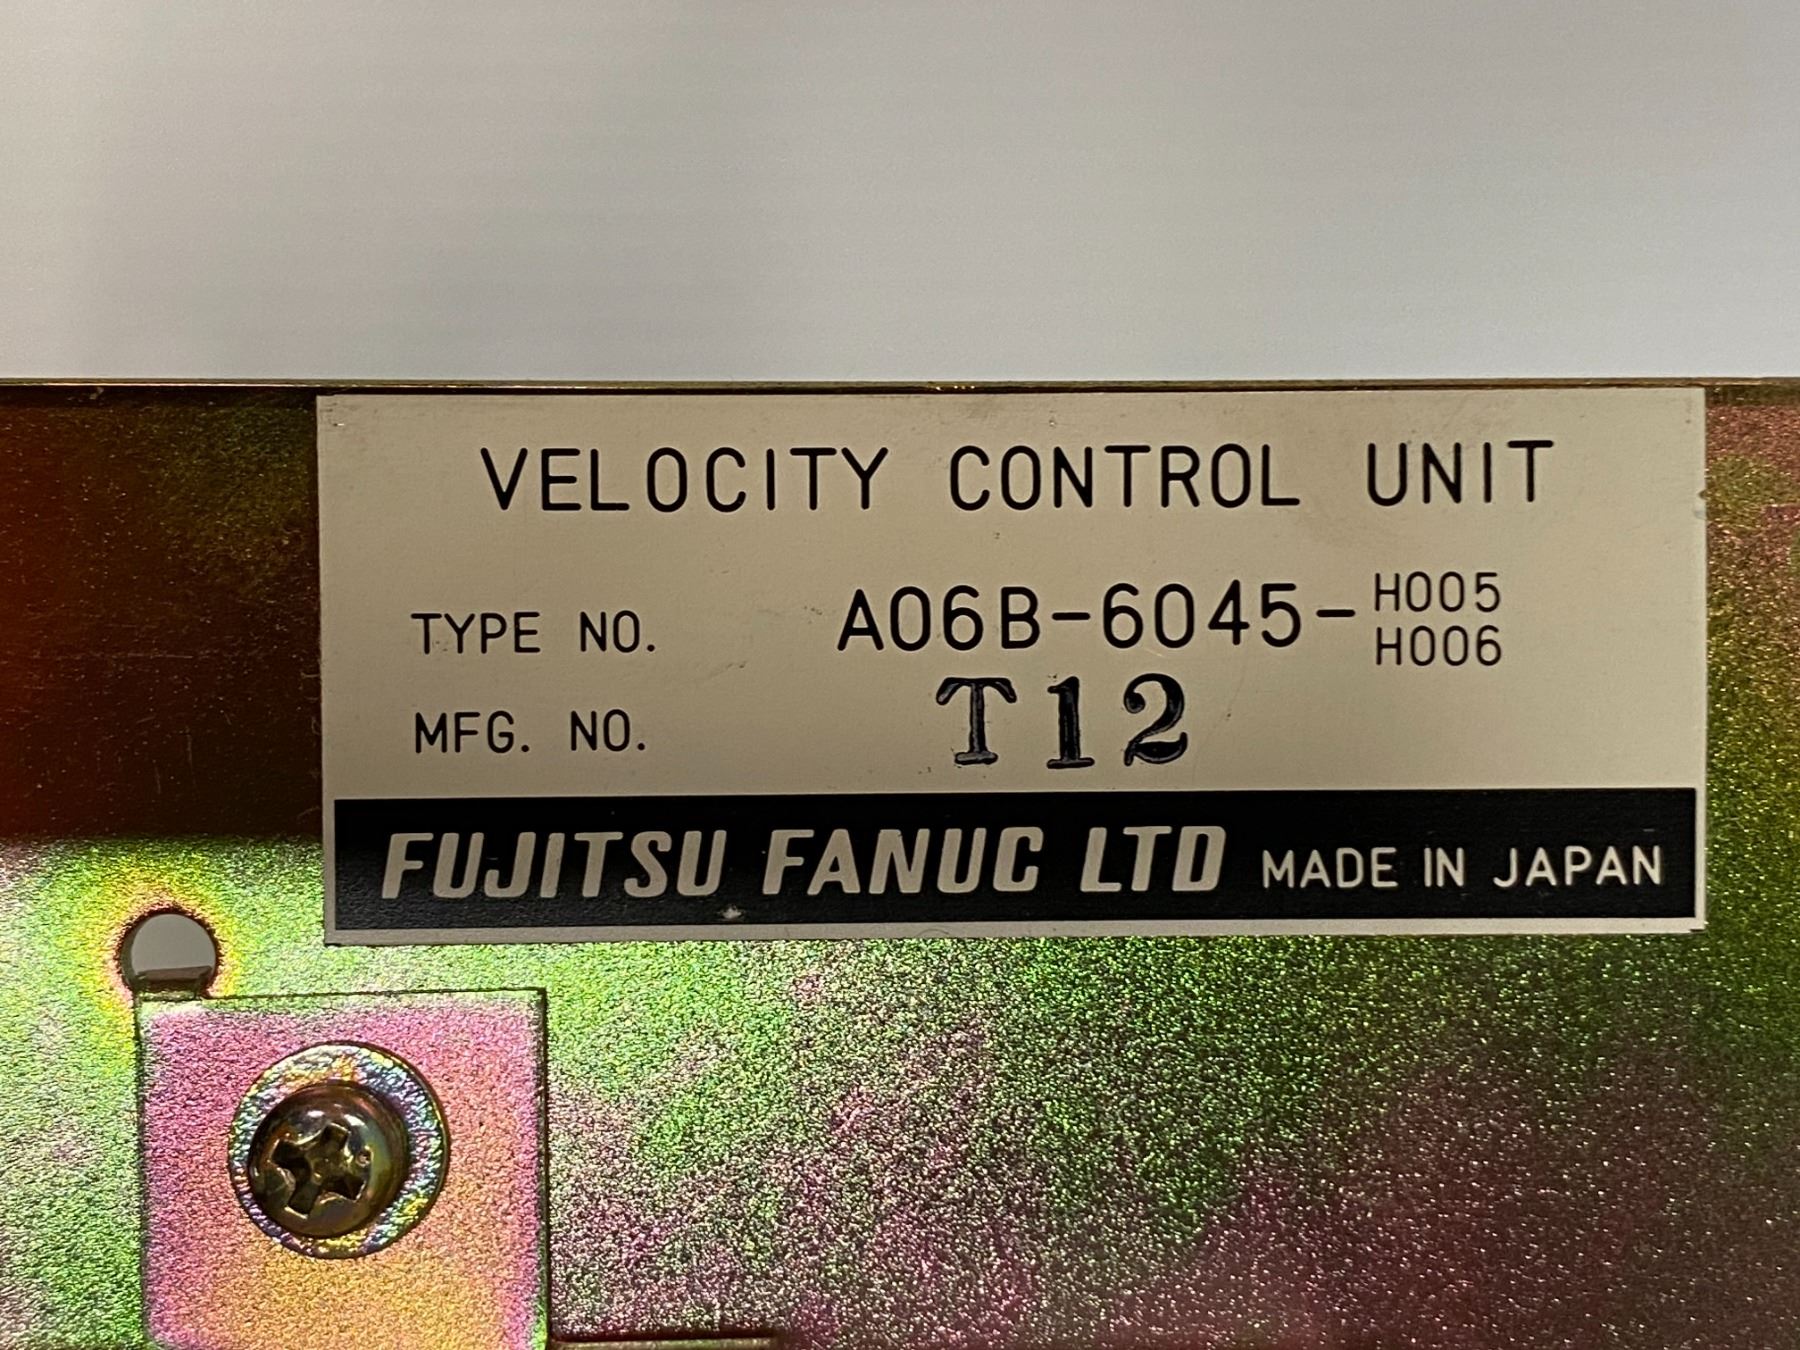 VELOCITY CONTROL UNIT
TYPE NO. A06B-6045-H005
H006
MFG. NO. T12
FUJITSU FANUC LTD MADE IN JAPAN